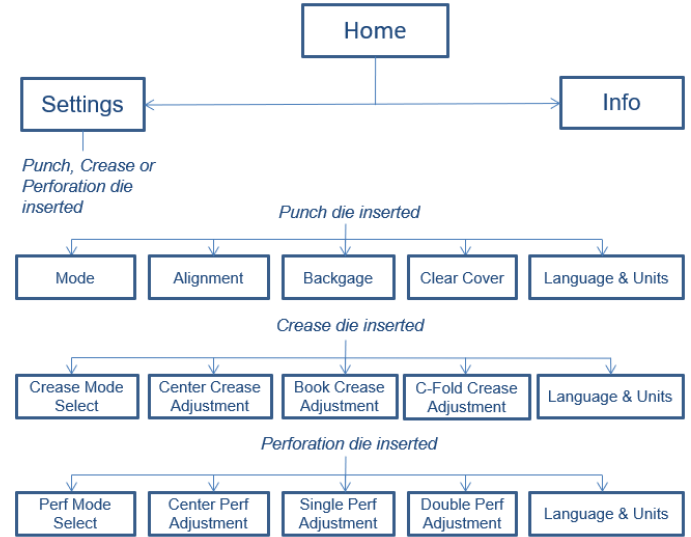 Home
Settings
Info
Punch, Crease or
Perforation die
inserted
Punch die inserted
Mode
Alignment
Backgage
Clear Cover
Language & Units
Crease die inserted
Crease Mode
Select
Center Crease
Adjustment
Book Crease
Adjustment
C-Fold Crease
Adjustment
Language & Units
Perforation die inserted
Perf Mode
Select
Center Perf
Adjustment
Single Perf
Adjustment
Double Perf
Adjustment
Language & Units